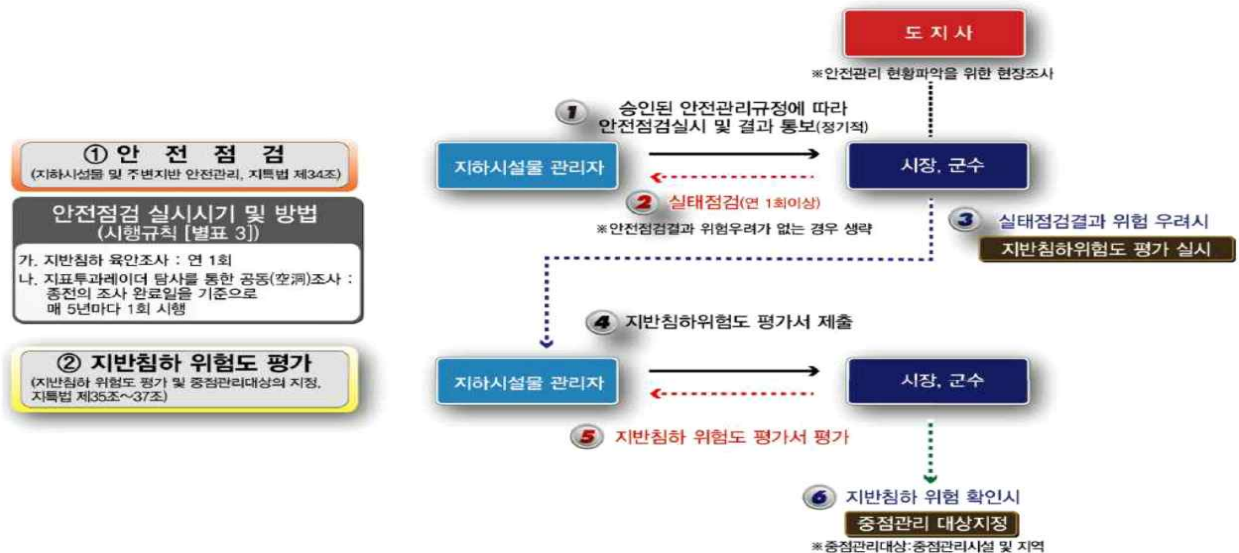 ① 안 전 점 검
(지하시설물 및 주변지반 안전관리, 지특법 제34조)
안전점검 실시시기 및 방법
(시행규칙 [별표 3])
가. 지반침하 육안조사 : 연 1회
나. 지표투과레이더 탐사를 통한 공동(空洞)조사 :
종전의 조사 완료일을 기준으로
매 5년마다 1회 시행
② 지반침하 위험도 평가
(지반침하 위험도 평가 및 중점관리대상의 지정,
지특법 제35조~37조)
도 지 사
※안전관리 현황파악을 위한 현장조사
1 승인된 안전관리규정에 따라
안전점검실시 및 결과 통보(정기적)
지하시설물 관리자
시장, 군수
2 실태점검(연 1회이상)
※안전점검결과 위험우려가 없는 경우 생략
3 실태점검결과 위험 우려시
지반침하위험도 평가 실시
4 지반침하위험도 평가서 제출
지하시설물 관리자
시장, 군수
5 지반침하 위험도 평가서 평가
6 지반침하 위험 확인시
중점관리 대상지정
※중점관리대상:중점관리시설 및 지역